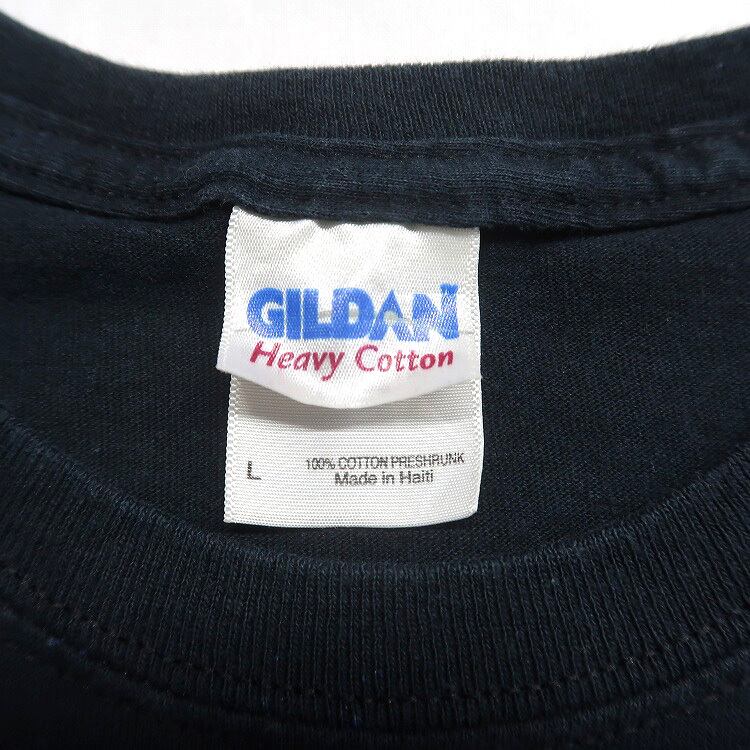 GILDAN
Heavy Cotton
L
100% COTTON PRESHRUNK
Made in Haiti